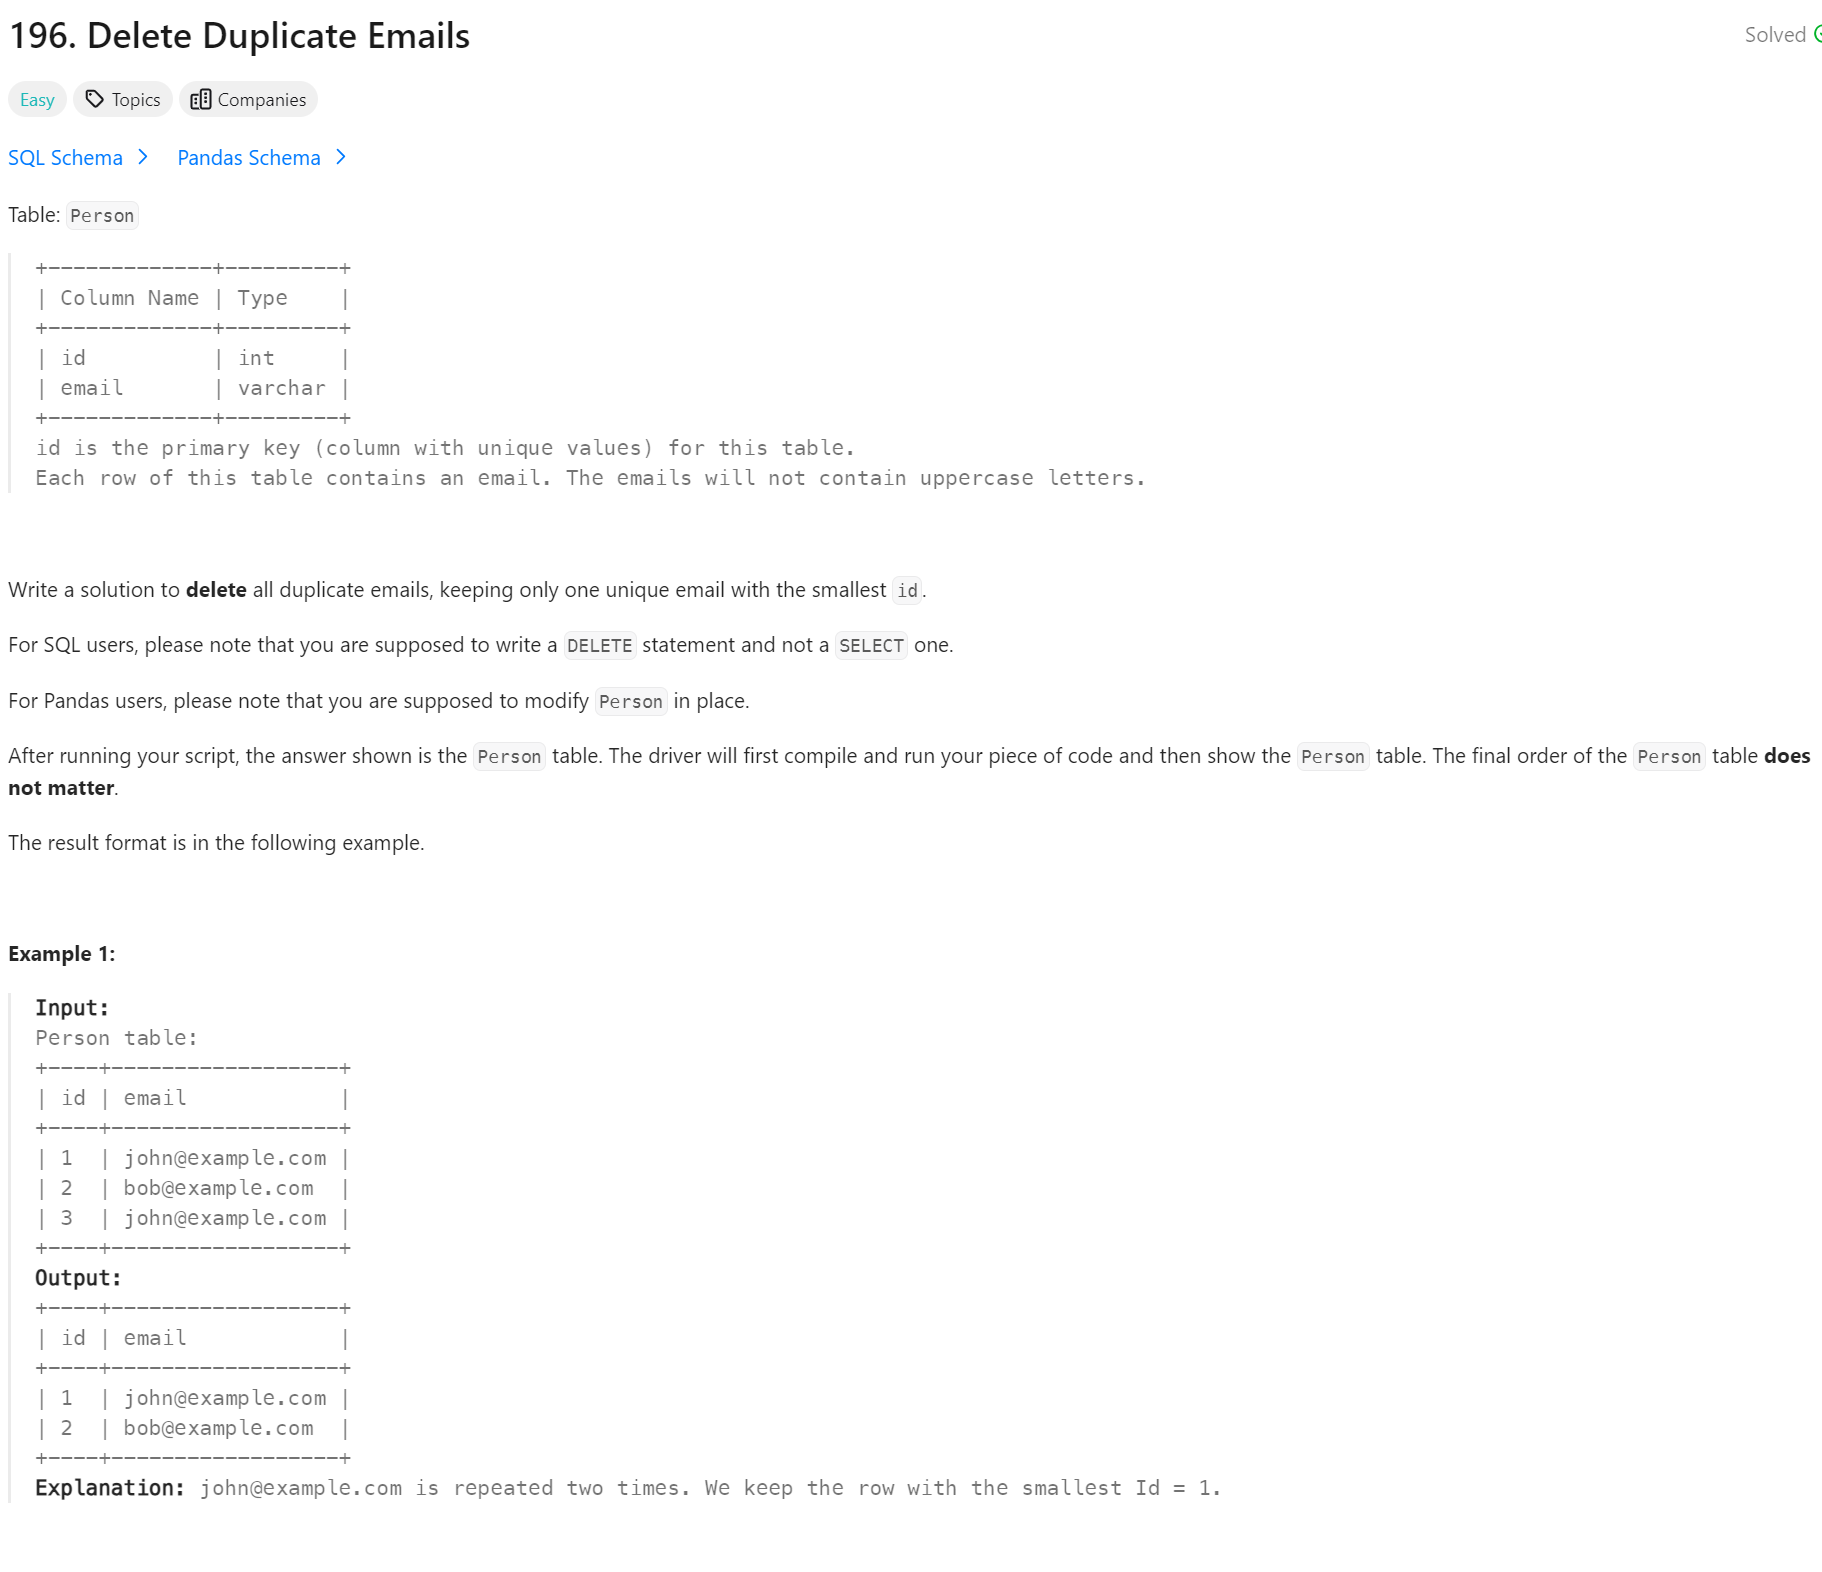 196. Delete Duplicate Emails
Solved
Easy Topics Companies
SQL Schema > Pandas Schema >
Table: Person
+-------------+---------+
| Column Name | Type    |
+-------------+---------+
| id          | int     |
| email       | varchar |
+-------------+---------+
id is the primary key (column with unique values) for this table.
Each row of this table contains an email. The emails will not contain uppercase letters.
Write a solution to delete all duplicate emails, keeping only one unique email with the smallest id.
For SQL users, please note that you are supposed to write a DELETE statement and not a SELECT one.
For Pandas users, please note that you are supposed to modify Person in place.
After running your script, the answer shown is the Person table. The driver will first compile and run your piece of code and then show the Person table. The final order of the Person table does
not matter.
The result format is in the following example.
Example 1:
Input:
Person table:
+----+------------------+
| id | email            |
+----+------------------+
| 1  | john@example.com |
| 2  | bob@example.com  |
| 3  | john@example.com |
+----+------------------+
Output:
+----+------------------+
| id | email            |
+----+------------------+
| 1  | john@example.com |
| 2  | bob@example.com  |
+----+------------------+
Explanation: john@example.com is repeated two times. We keep the row with the smallest Id = 1.